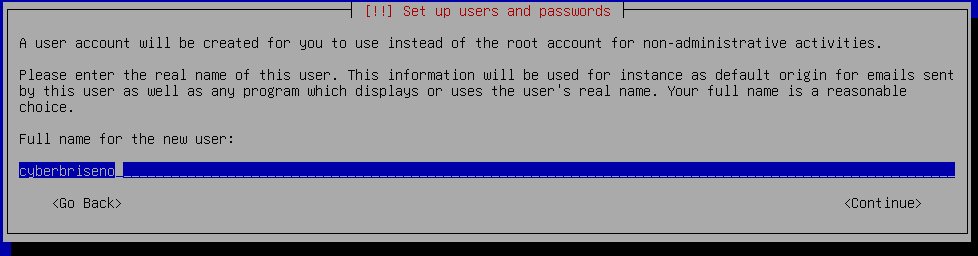 [!!] Set up users and passwords
A user account will be created for you to use instead of the root account for non-administrative activities.
Please enter the real name of this user. This information will be used for instance as default origin for emails sent
by this user as well as any program which displays or uses the user's real name. Your full name is a reasonable
choice.
Full name for the new user:
cyberbriseno
<Go Back> <Continue>